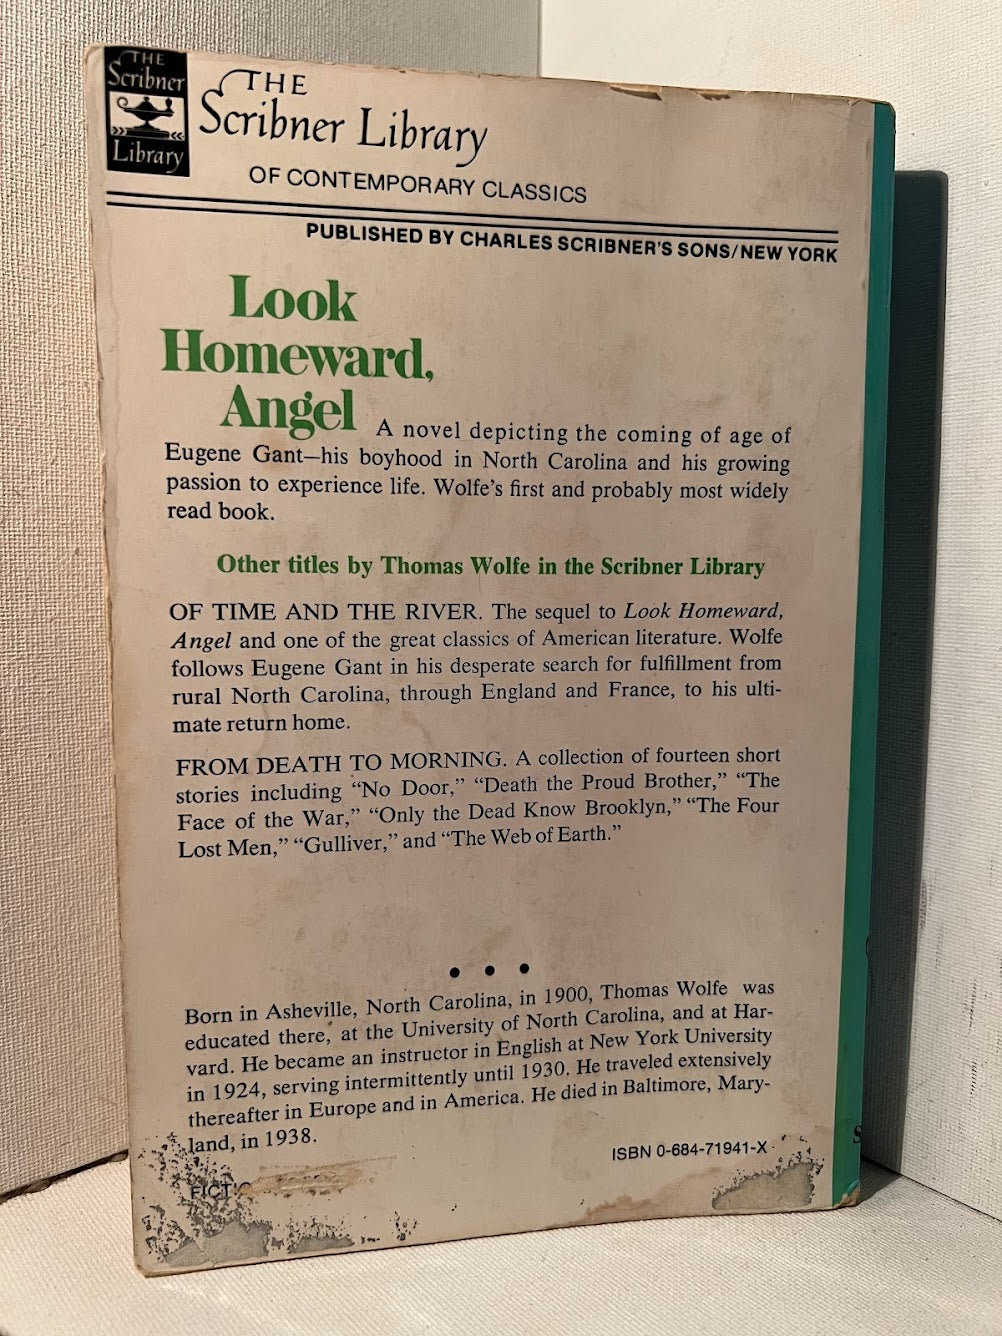 THE
Scribner
Library
THE
Scribner Library
OF CONTEMPORARY CLASSICS
PUBLISHED BY CHARLES SCRIBNER'S SONS/NEW YORK
Look
Homeward,
Angel
A novel depicting the coming of age of
Eugene Gant—his boyhood in North Carolina and his growing
passion to experience life. Wolfe's first and probably most widely
read book.
Other titles by Thomas Wolfe in the Scribner Library
OF TIME AND THE RIVER. The sequel to Look Homeward,
Angel and one of the great classics of American literature. Wolfe
follows Eugene Gant in his desperate search for fulfillment from
rural North Carolina, through England and France, to his ulti-
mate return home.
FROM DEATH TO MORNING. A collection of fourteen short
stories including “No Door,” “Death the Proud Brother,” “The
Face of the War,” “Only the Dead Know Brooklyn,” “The Four
Lost Men,” “Gulliver,” and “The Web of Earth.”
• • •
Born in Asheville, North Carolina, in 1900, Thomas Wolfe was
educated there, at the University of North Carolina, and at Har-
vard. He became an instructor in English at New York University
in 1924, serving intermittently until 1930. He traveled extensively
thereafter in Europe and in America. He died in Baltimore, Mary-
land, in 1938.
ISBN 0-684-71941-X